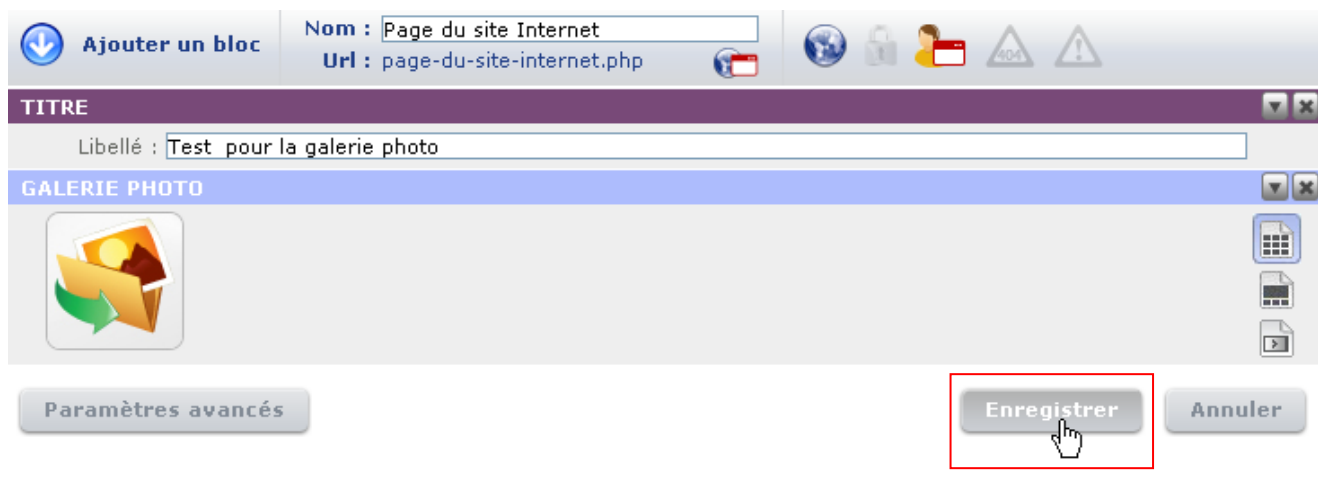 Ajouter un bloc
Nom : Page du site Internet
Url : page-du-site-internet.php
404
TITRE
Libellé : Test pour la galerie photo
GALERIE PHOTO
Paramètres avancés
Enregistrer
Annuler